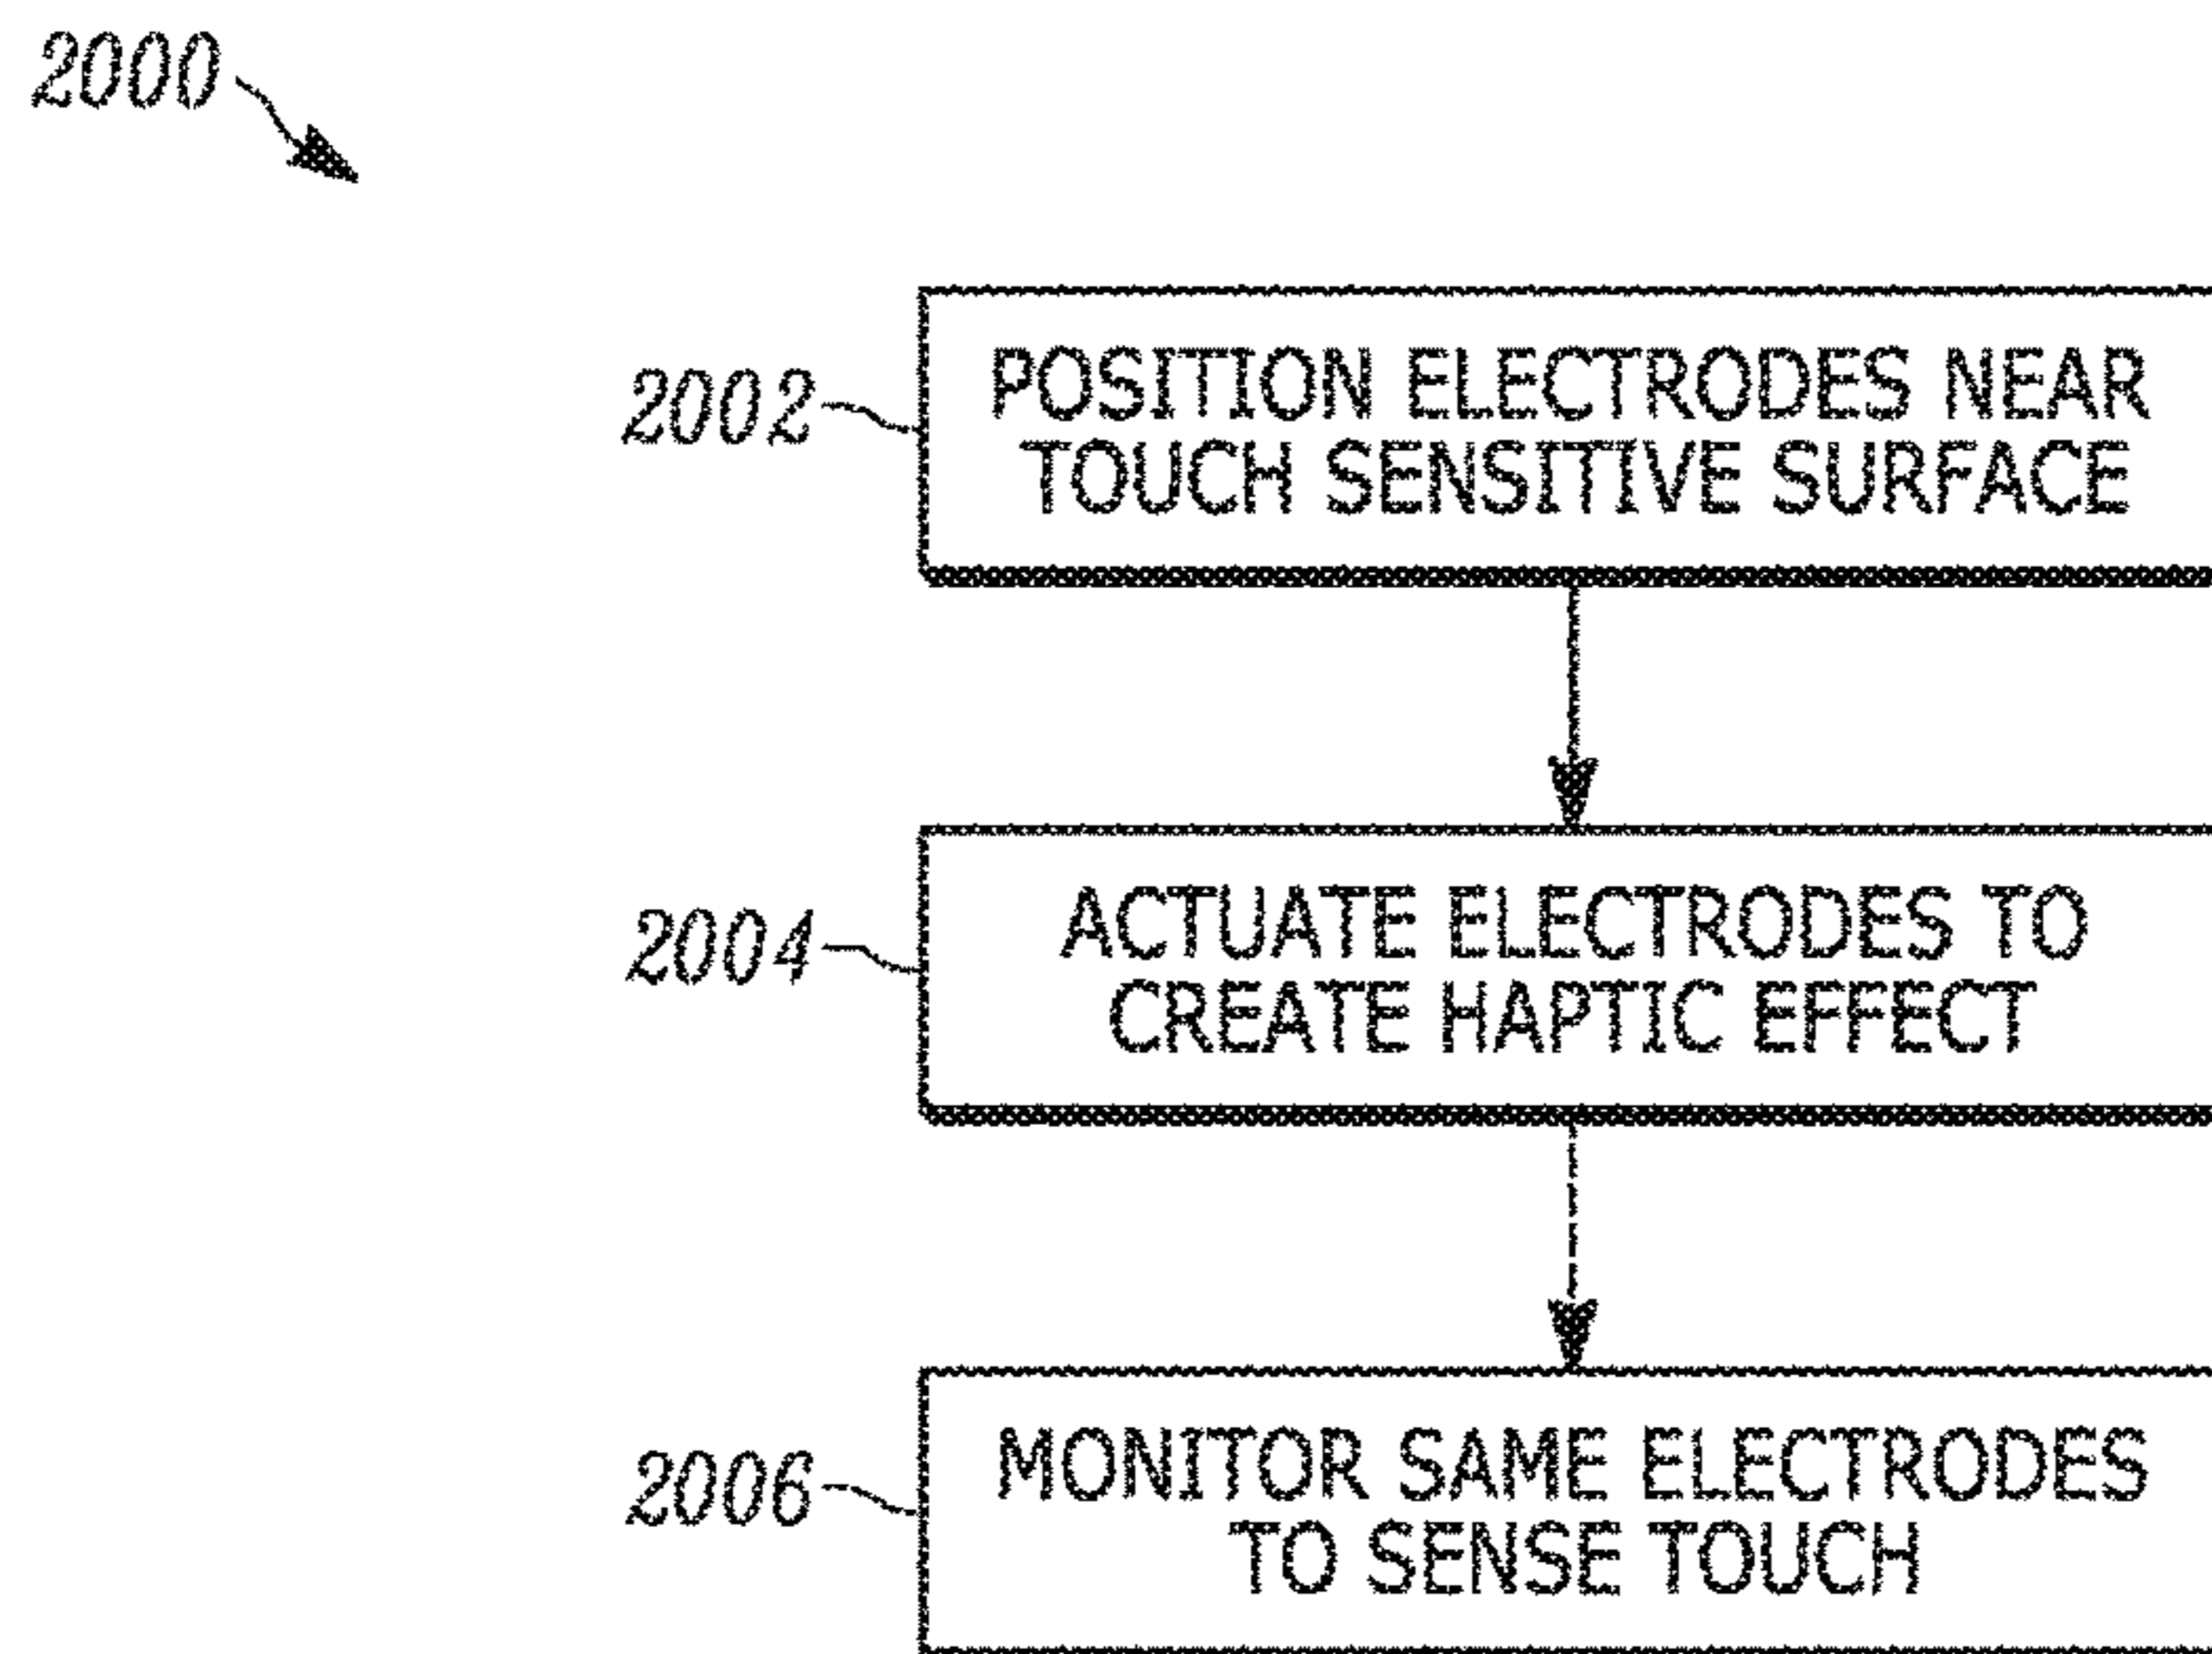 2000
2002
POSITION ELECTRODES NEAR
TOUCH SENSITIVE SURFACE
2004
ACTUATE ELECTRODES TO
CREATE HAPTIC EFFECT
2006
MONITOR SAME ELECTRODES
TO SENSE TOUCH